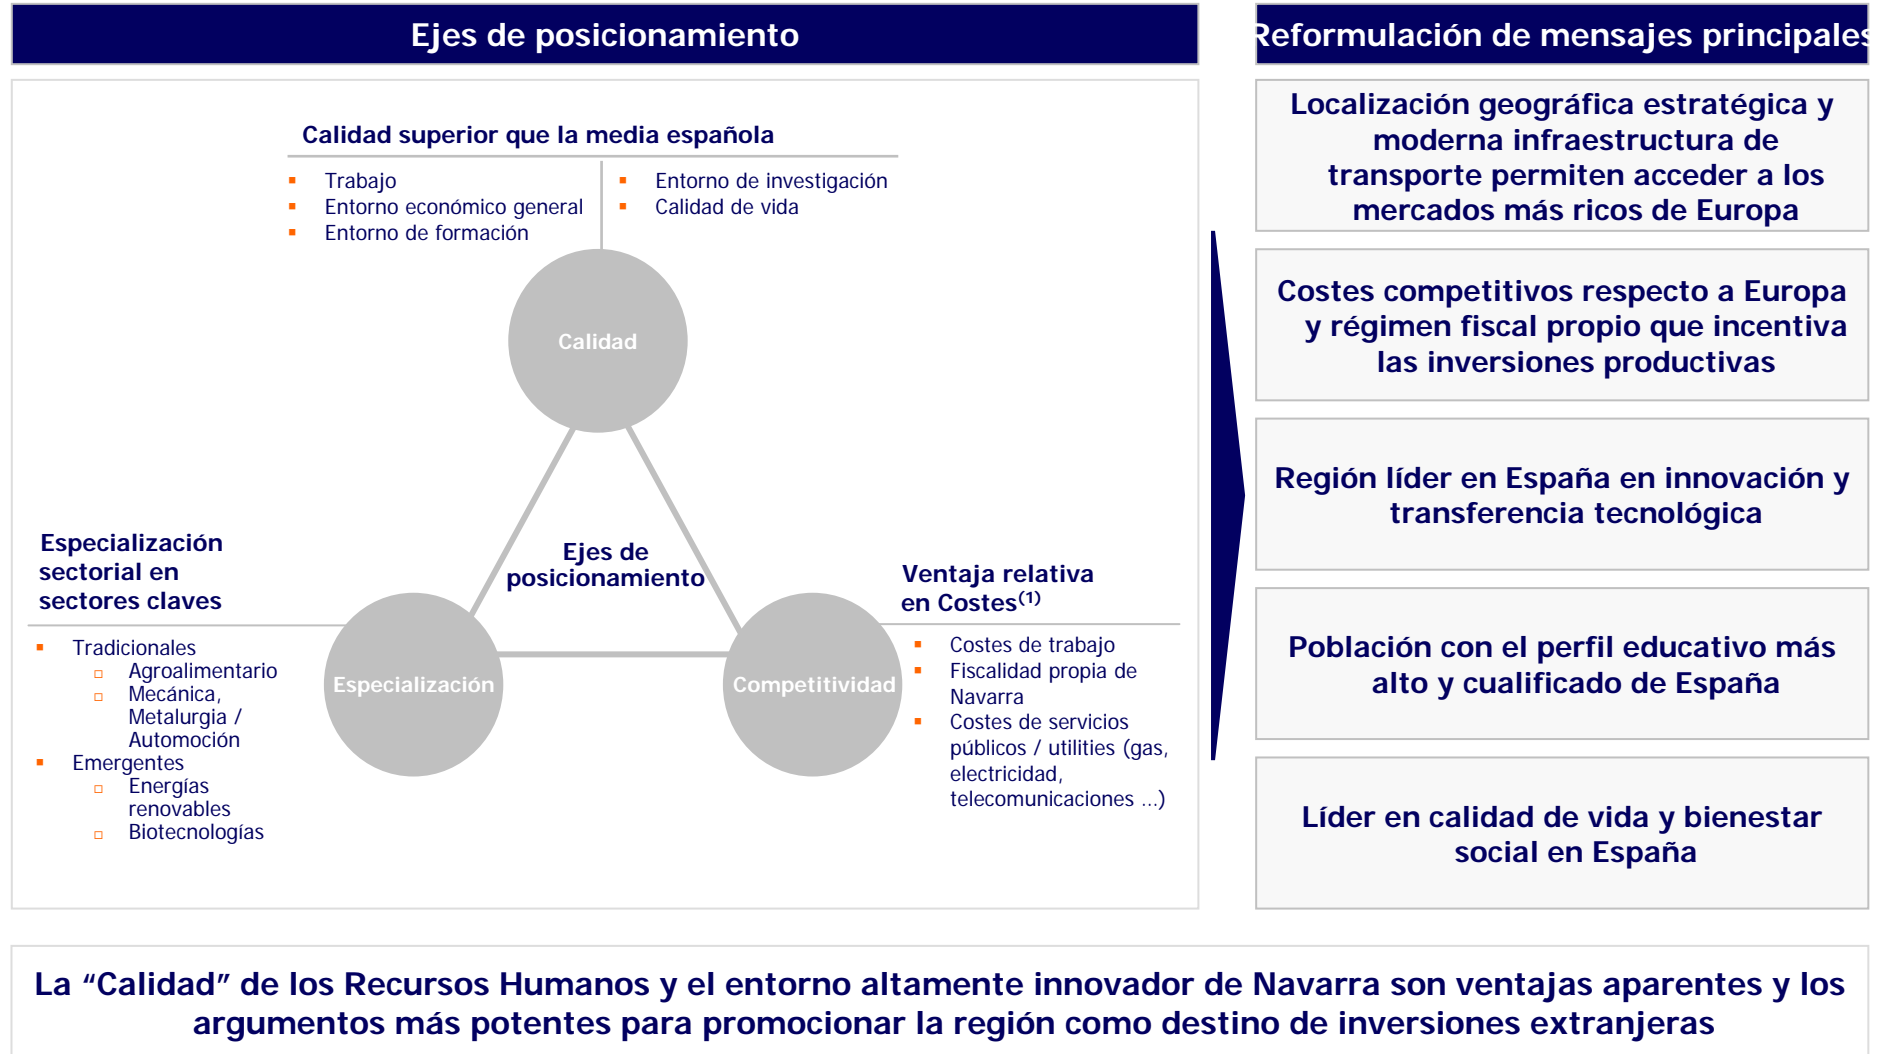 Ejes de posicionamiento
Calidad superior que la media española
Trabajo
Entorno económico general
Entorno de formación
Entorno de investigación
Calidad de vida
Calidad
Ejes de
posicionamiento
Especialización
sectorial en
sectores claves
Tradicionales
Agroalimentario
Mecánica,
Metalurgia /
Automoción
Emergentes
Energías
renovables
Biotecnologías
Especialización
Competitividad
Ventaja relativa
en Costes(1)
Costes de trabajo
Fiscalidad propia de
Navarra
Costes de servicios
públicos / utilities (gas,
electricidad,
telecomunicaciones ...)
Reformulación de mensajes principales
Localización geográfica estratégica y
moderna infraestructura de
transporte permiten acceder a los
mercados más ricos de Europa
Costes competitivos respecto a Europa
y régimen fiscal propio que incentiva
las inversiones productivas
Región líder en España en innovación y
transferencia tecnológica
Población con el perfil educativo más
alto y cualificado de España
Líder en calidad de vida y bienestar
social en España
La “Calidad” de los Recursos Humanos y el entorno altamente innovador de Navarra son ventajas aparentes y los
argumentos más potentes para promocionar la región como destino de inversiones extranjeras